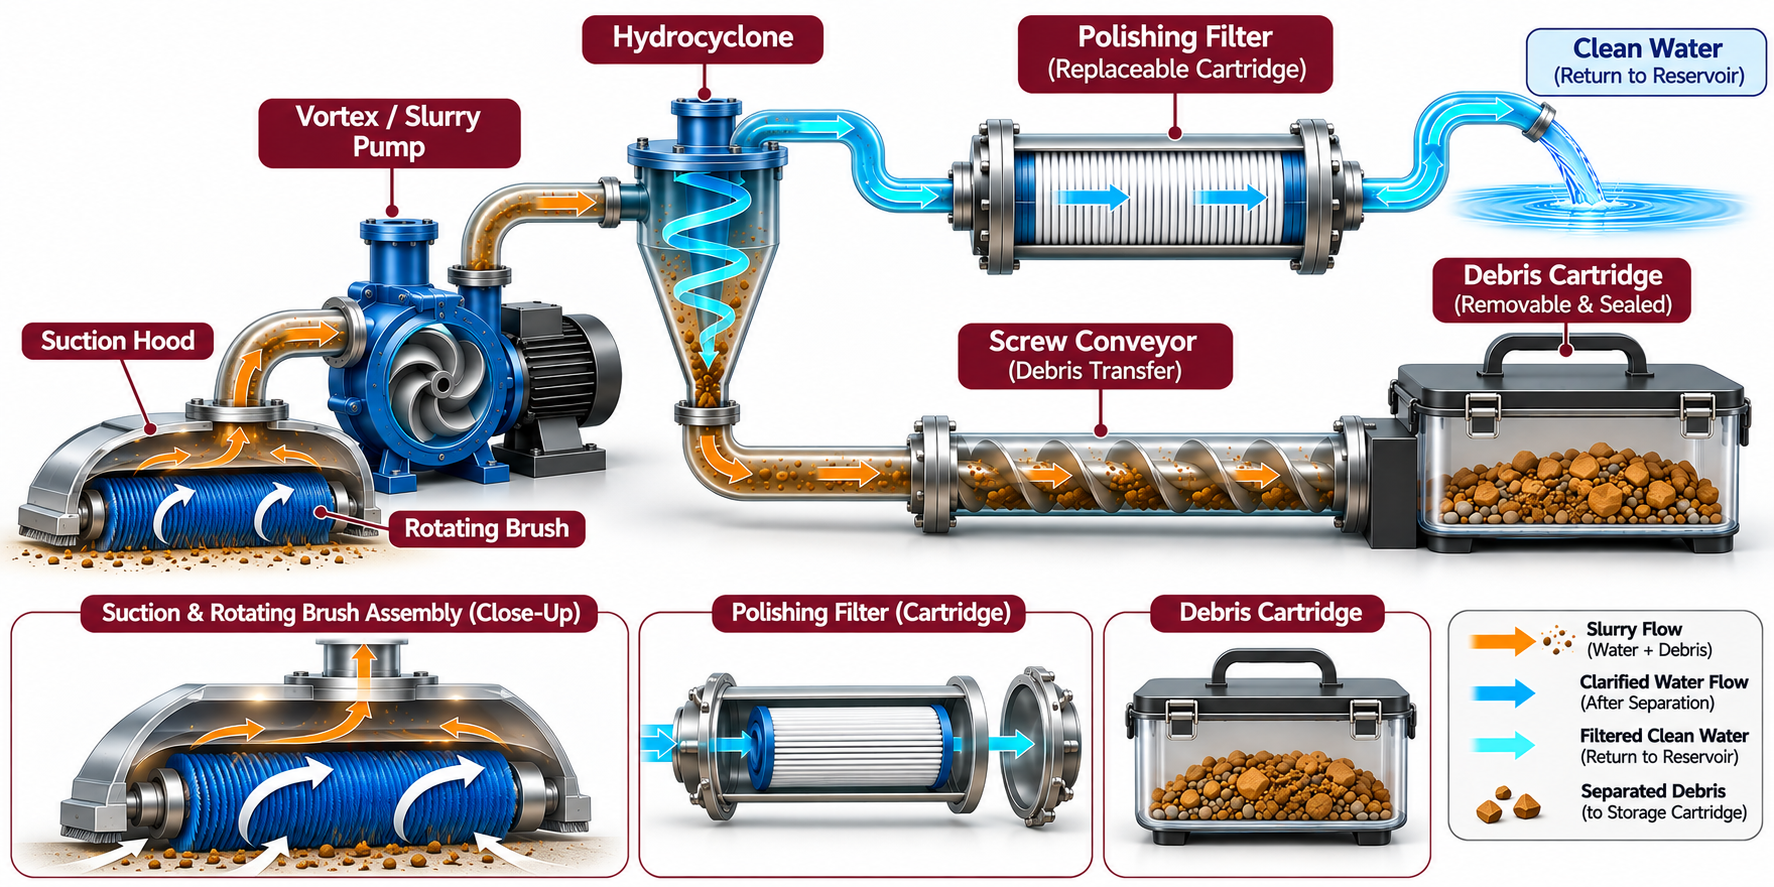 Hydrocyclone
Polishing Filter
(Replaceable Cartridge)
Clean Water
(Return to Reservoir)
Vortex / Slurry
Pump
Debris Cartridge
(Removable & Sealed)
Suction Hood
Screw Conveyor
(Debris Transfer)
Rotating Brush
Suction & Rotating Brush Assembly (Close-Up)
Polishing Filter (Cartridge)
Debris Cartridge
Slurry Flow
(Water + Debris)
Clarified Water Flow
(After Separation)
Filtered Clean Water
(Return to Reservoir)
Separated Debris
(to Storage Cartridge)